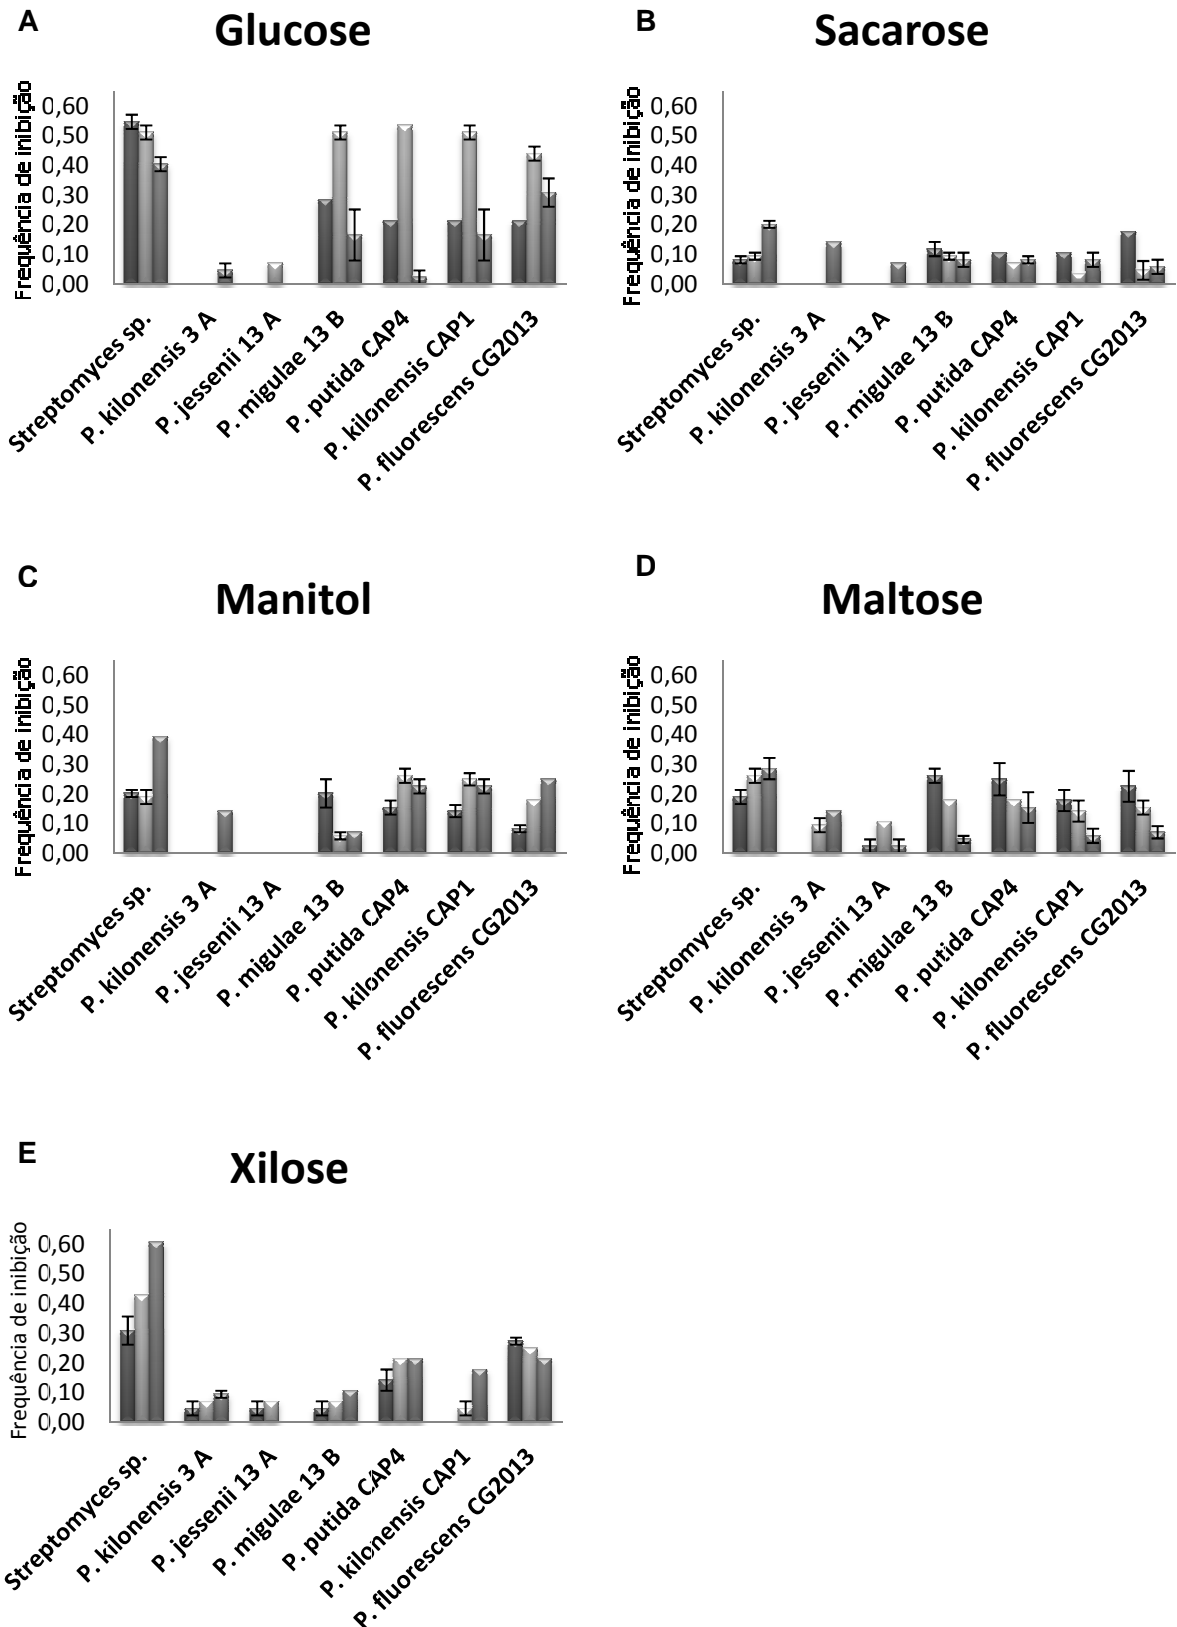 A
Glucose
Frequência de inibição
0,60
0,50
0,40
0,30
0,20
0,10
0,00
Streptomyces sp.
P. kilonensis 3 A
P. jessenii 13 A
P. migulae 13 B
P. putida CAP4
P. kilonensis CAP1
P. fluorescens CG2013
B
Sacarose
Frequência de inibição
0,60
0,50
0,40
0,30
0,20
0,10
0,00
Streptomyces sp.
P. kilonensis 3 A
P. jessenii 13 A
P. migulae 13 B
P. putida CAP4
P. kilonensis CAP1
P. fluorescens CG2013
C
Manitol
Frequência de inibição
0,60
0,50
0,40
0,30
0,20
0,10
0,00
Streptomyces sp.
P. kilonensis 3 A
P. jessenii 13 A
P. migulae 13 B
P. putida CAP4
P. kilonensis CAP1
P. fluorescens CG2013
D
Maltose
Frequência de inibição
0,60
0,50
0,40
0,30
0,20
0,10
0,00
Streptomyces sp.
P. kilonensis 3 A
P. jessenii 13 A
P. migulae 13 B
P. putida CAP4
P. kilonensis CAP1
P. fluorescens CG2013
E
Xilose
Frequência de inibição
0,60
0,50
0,40
0,30
0,20
0,10
0,00
Streptomyces sp.
P. kilonensis 3 A
P. jessenii 13 A
P. migulae 13 B
P. putida CAP4
P. kilonensis CAP1
P. fluorescens CG2013